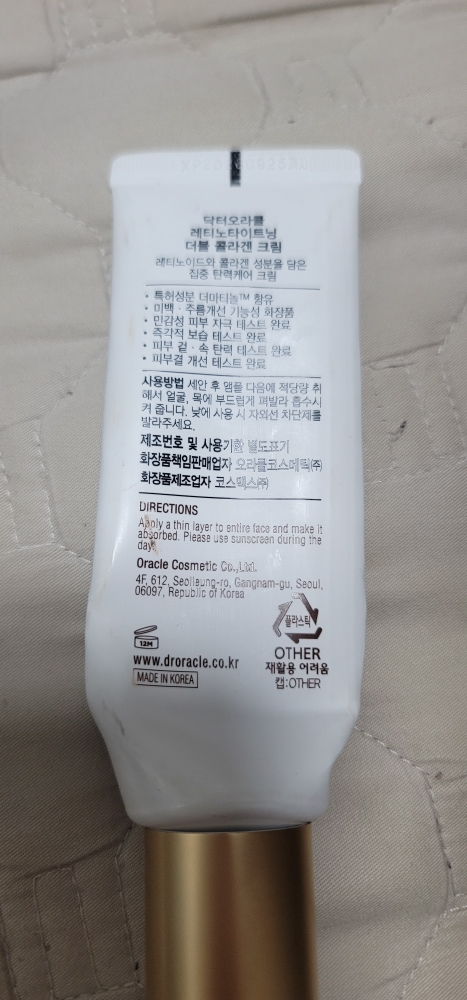 닥터오라클
레티노타이트닝
더블 콜라겐 크림
레티노이드와 콜라겐 성분을 담은
집중 탄력케어 크림
• 특허성분 더마티놀™ 함유
• 미백 · 주름개선 기능성 화장품
• 민감성 피부 자극 테스트 완료
• 즉각적 보습 테스트 완료
• 피부 겉 · 속 탄력 테스트 완료
• 피부결 개선 테스트 완료
사용방법 세안 후 앰플 다음에 적당량 취
해서 얼굴, 목에 부드럽게 펴발라 흡수시
켜 줍니다. 낮에 사용 시 자외선 차단제를
발라주세요.
제조번호 및 사용기한 별도표기
화장품책임판매업자 오라클코스메틱㈜
화장품제조업자 코스맥스㈜
DIRECTIONS
Apply a thin layer to entire face and make it
absorbed. Please use sunscreen during the
day.
Oracle Cosmetic Co.,Ltd.
4F, 612, Seolleung-ro, Gangnam-gu, Seoul,
06097, Republic of Korea
플라스틱
OTHER
재활용 어려움
캡:OTHER
12M
www.droracle.co.kr
MADE IN KOREA